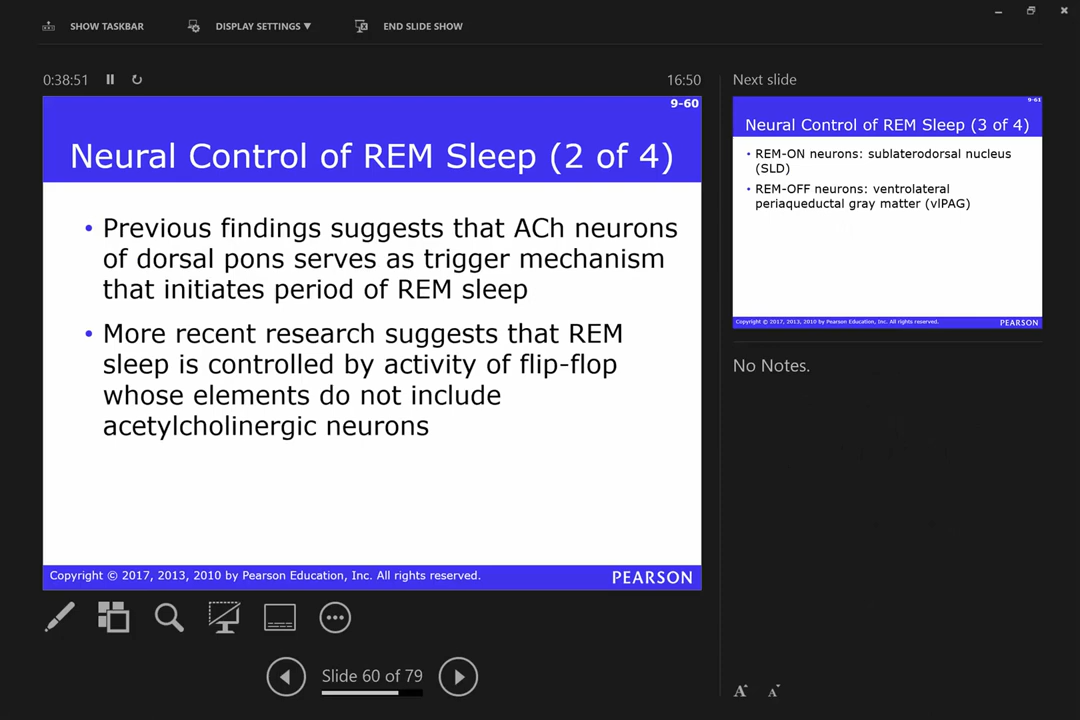 SHOW TASKBAR
DISPLAY SETTINGS ▼
END SLIDE SHOW
0:38:51
16:50
9-60
Neural Control of REM Sleep (2 of 4)
• Previous findings suggests that ACh neurons
of dorsal pons serves as trigger mechanism
that initiates period of REM sleep
• More recent research suggests that REM
sleep is controlled by activity of flip-flop
whose elements do not include
acetylcholinergic neurons
Copyright © 2017, 2013, 2010 by Pearson Education, Inc. All rights reserved.
PEARSON
Slide 60 of 79
Next slide
9-61
Neural Control of REM Sleep (3 of 4)
• REM-ON neurons: sublaterodorsal nucleus
(SLD)
• REM-OFF neurons: ventrolateral
periaqueductal gray matter (vlPAG)
Copyright © 2017, 2013, 2010 by Pearson Education, Inc. All rights reserved.
PEARSON
No Notes.
A A